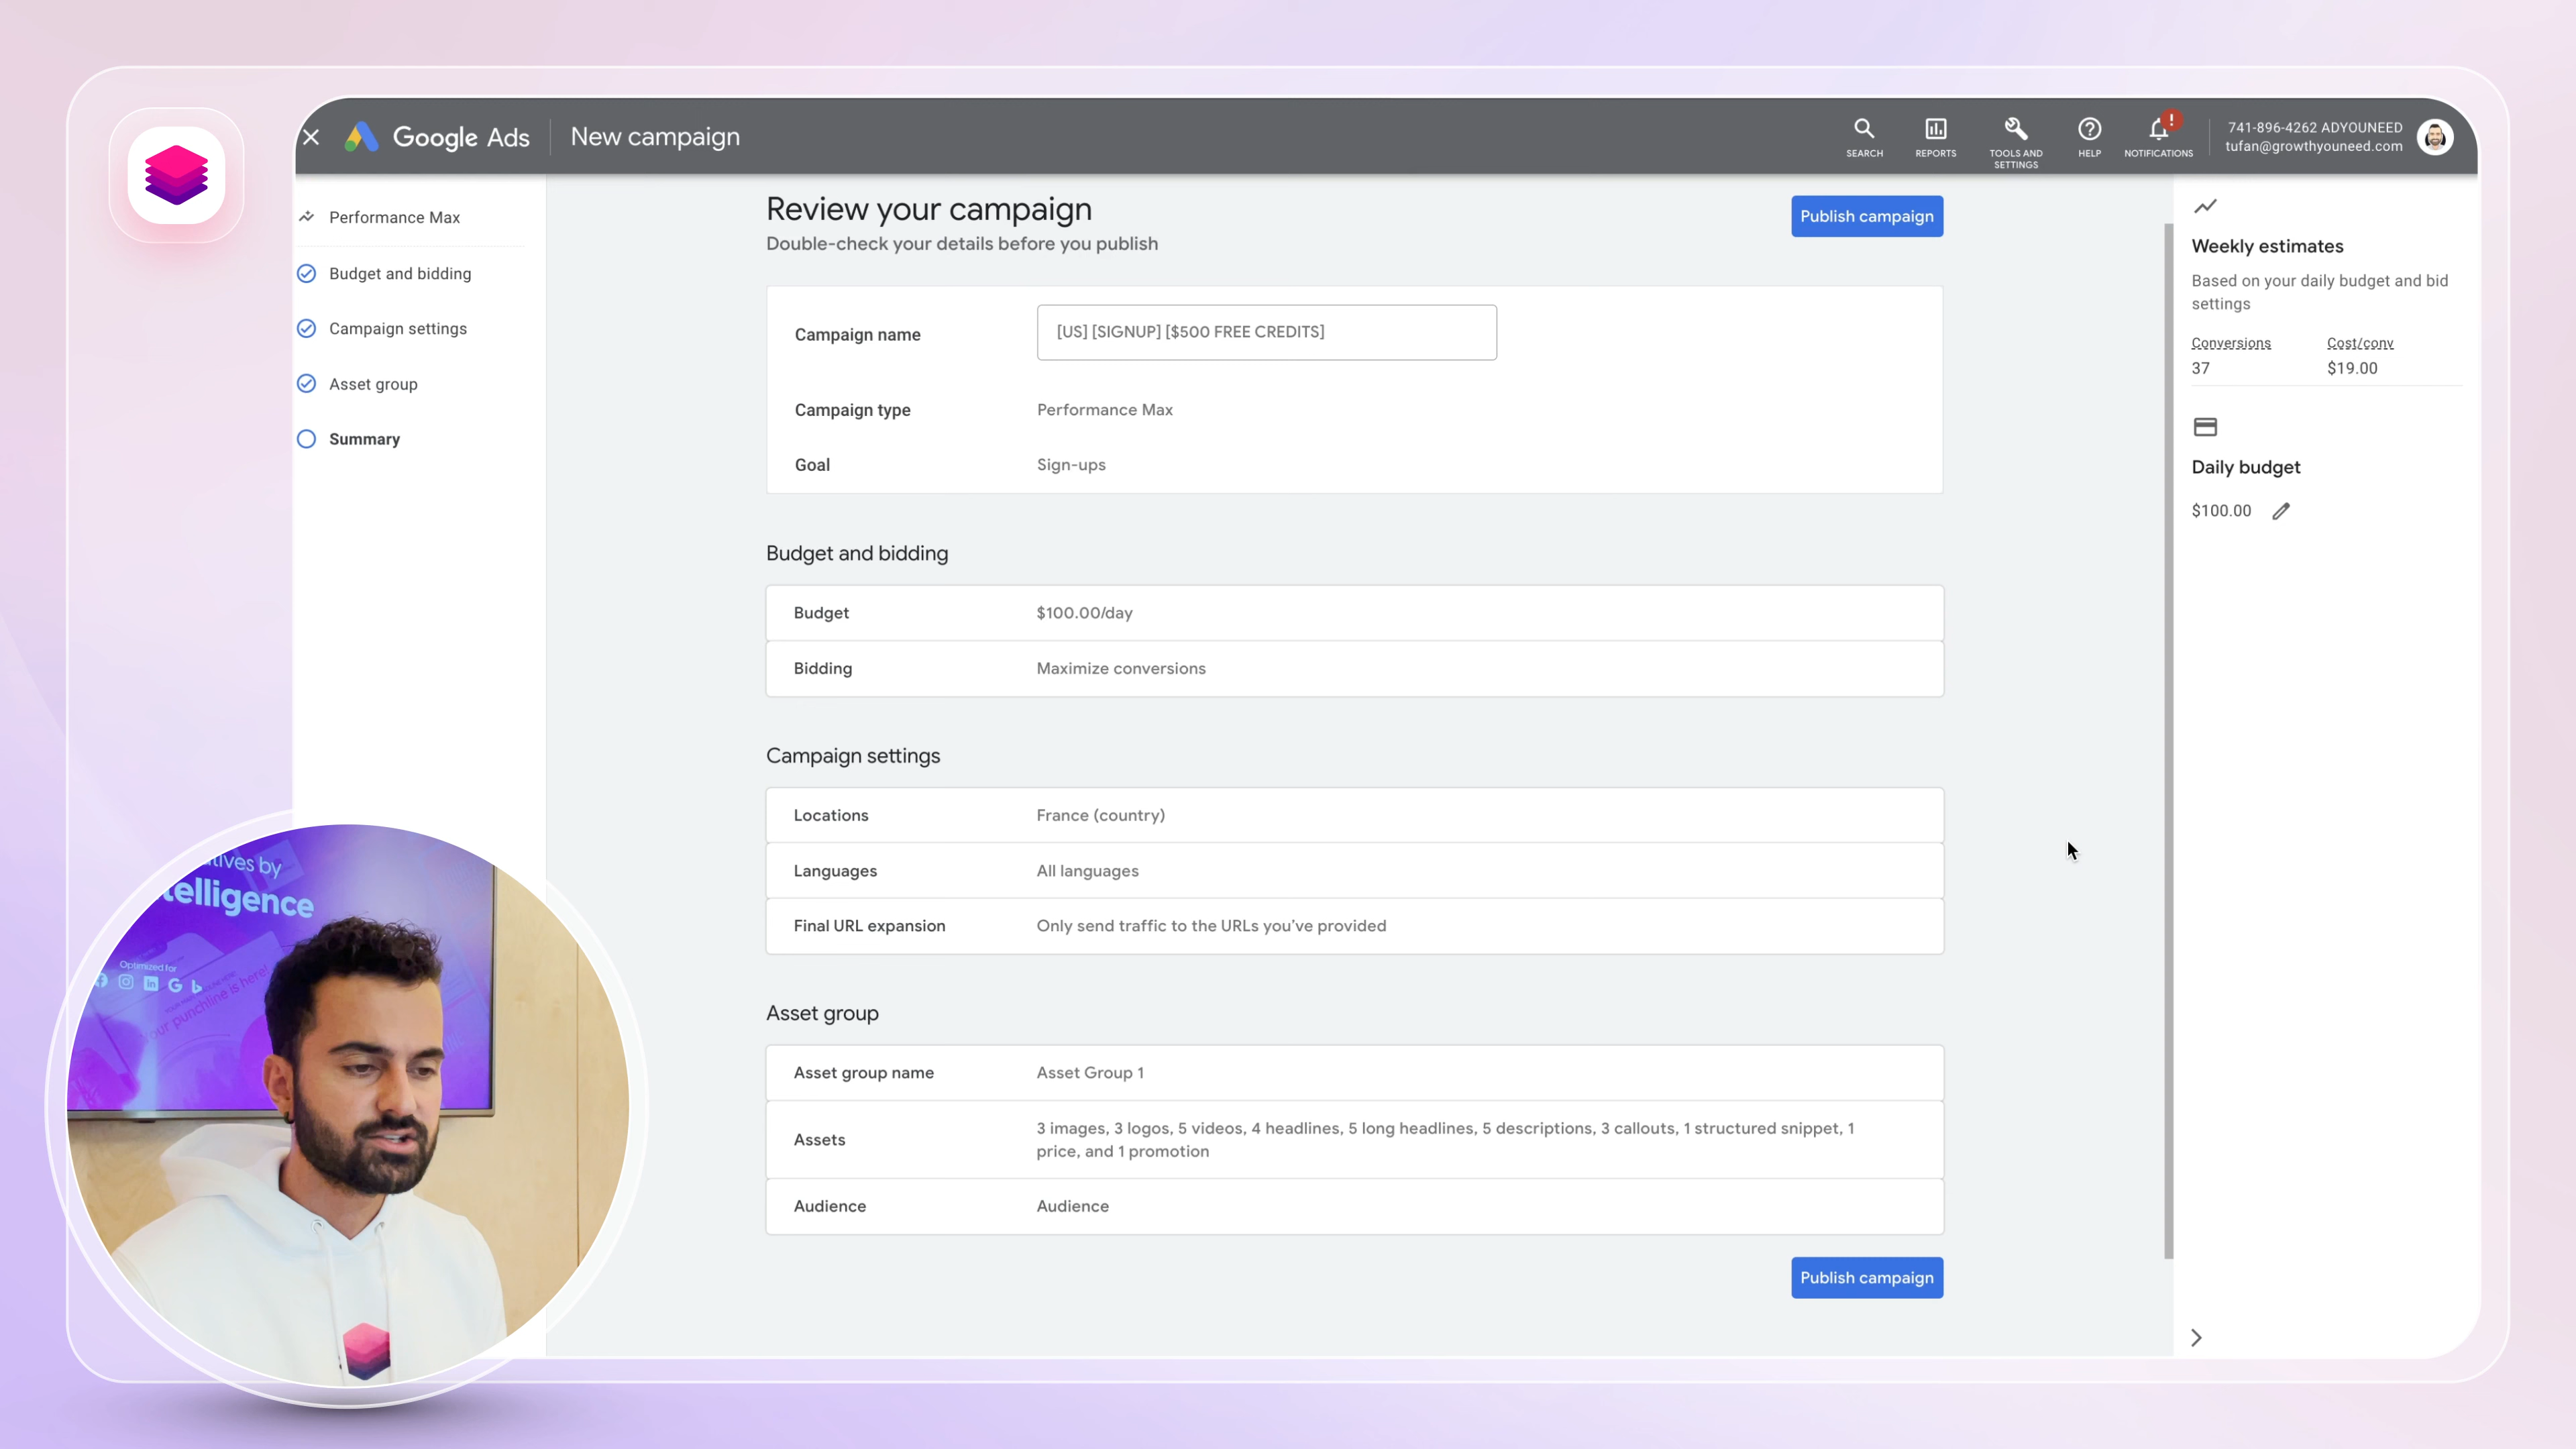 Google Ads
New campaign
SEARCH
REPORTS
TOOLS AND
SETTINGS
HELP
!
NOTIFICATIONS
741-896-4262 ADYOUNEED
tufan@growthyouneed.com
Performance Max
Budget and bidding
Campaign settings
Asset group
Summary
Review your campaign
Double-check your details before you publish
Publish campaign
Campaign name
[US] [SIGNUP] [$500 FREE CREDITS]
Campaign type
Performance Max
Goal
Sign-ups
Budget and bidding
Budget
$100.00/day
Bidding
Maximize conversions
Campaign settings
Locations
France (country)
Languages
All languages
Final URL expansion
Only send traffic to the URLs you've provided
Asset group
Asset group name
Asset Group 1
Assets
3 images, 3 logos, 5 videos, 4 headlines, 5 long headlines, 5 descriptions, 3 callouts, 1 structured snippet, 1
price, and 1 promotion
Audience
Audience
Publish campaign
Weekly estimates
Based on your daily budget and bid
settings
Conversions
Cost/conv
37
$19.00
Daily budget
$100.00
by
Optimized for
punchline is here!